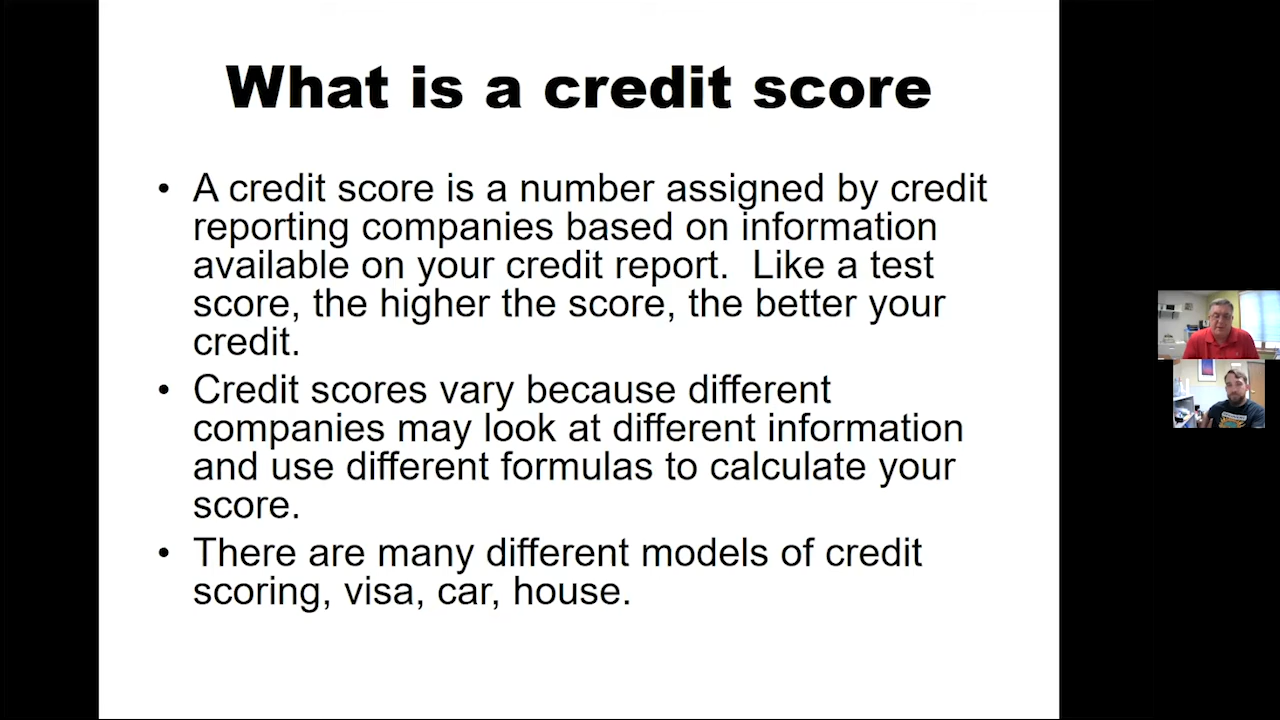 What is a credit score
• A credit score is a number assigned by credit
reporting companies based on information
available on your credit report.  Like a test
score, the higher the score, the better your
credit.
• Credit scores vary because different
companies may look at different information
and use different formulas to calculate your
score.
• There are many different models of credit
scoring, visa, car, house.